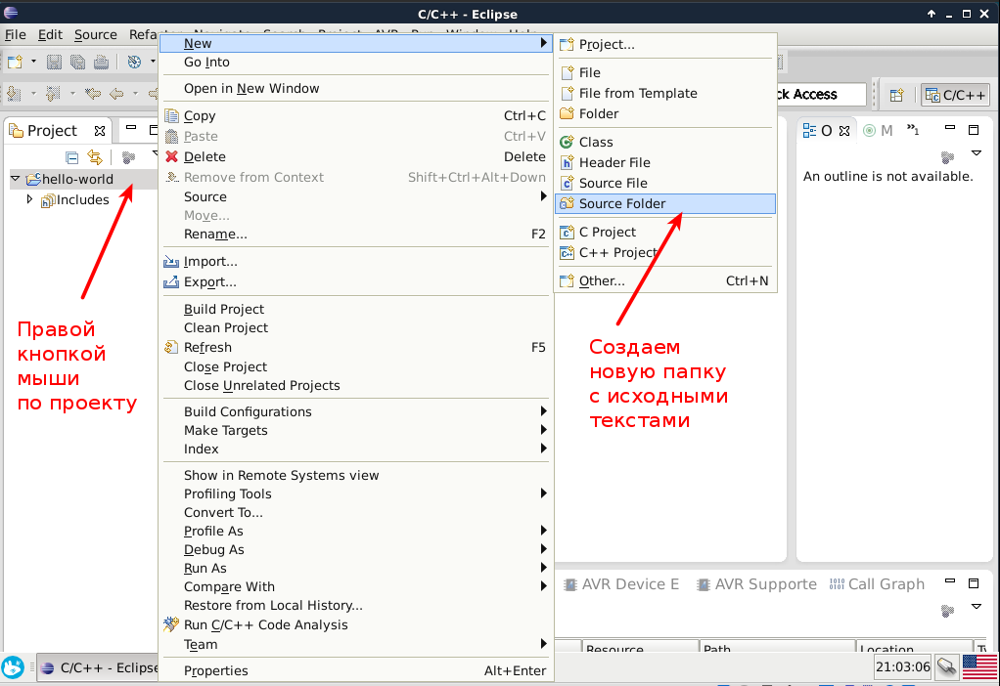 C/C++ - Eclipse
File Edit Source
Quick Access
C/C++
Project
hello-world
Includes
New
Go Into
Open in New Window
Copy Ctrl+C
Paste Ctrl+V
Delete Delete
Remove from Context Shift+Ctrl+Alt+Down
Source
Move...
Rename... F2
Import...
Export...
Build Project
Clean Project
Refresh F5
Close Project
Close Unrelated Projects
Build Configurations
Make Targets
Index
Show in Remote Systems view
Profiling Tools
Convert To...
Profile As
Debug As
Run As
Compare With
Restore from Local History...
Run C/C++ Code Analysis
Team
Properties Alt+Enter
Project...
File
File from Template
Folder
Class
Header File
Source File
Source Folder
C Project
C++ Project
Other... Ctrl+N
Правой
кнопкой
мыши
по проекту
Создаем
новую папку
с исходными
текстами
O M »1
An outline is not available.
AVR Device E AVR Supporte Call Graph
Resource Path Location
C/C++ - Eclipse
21:03:06